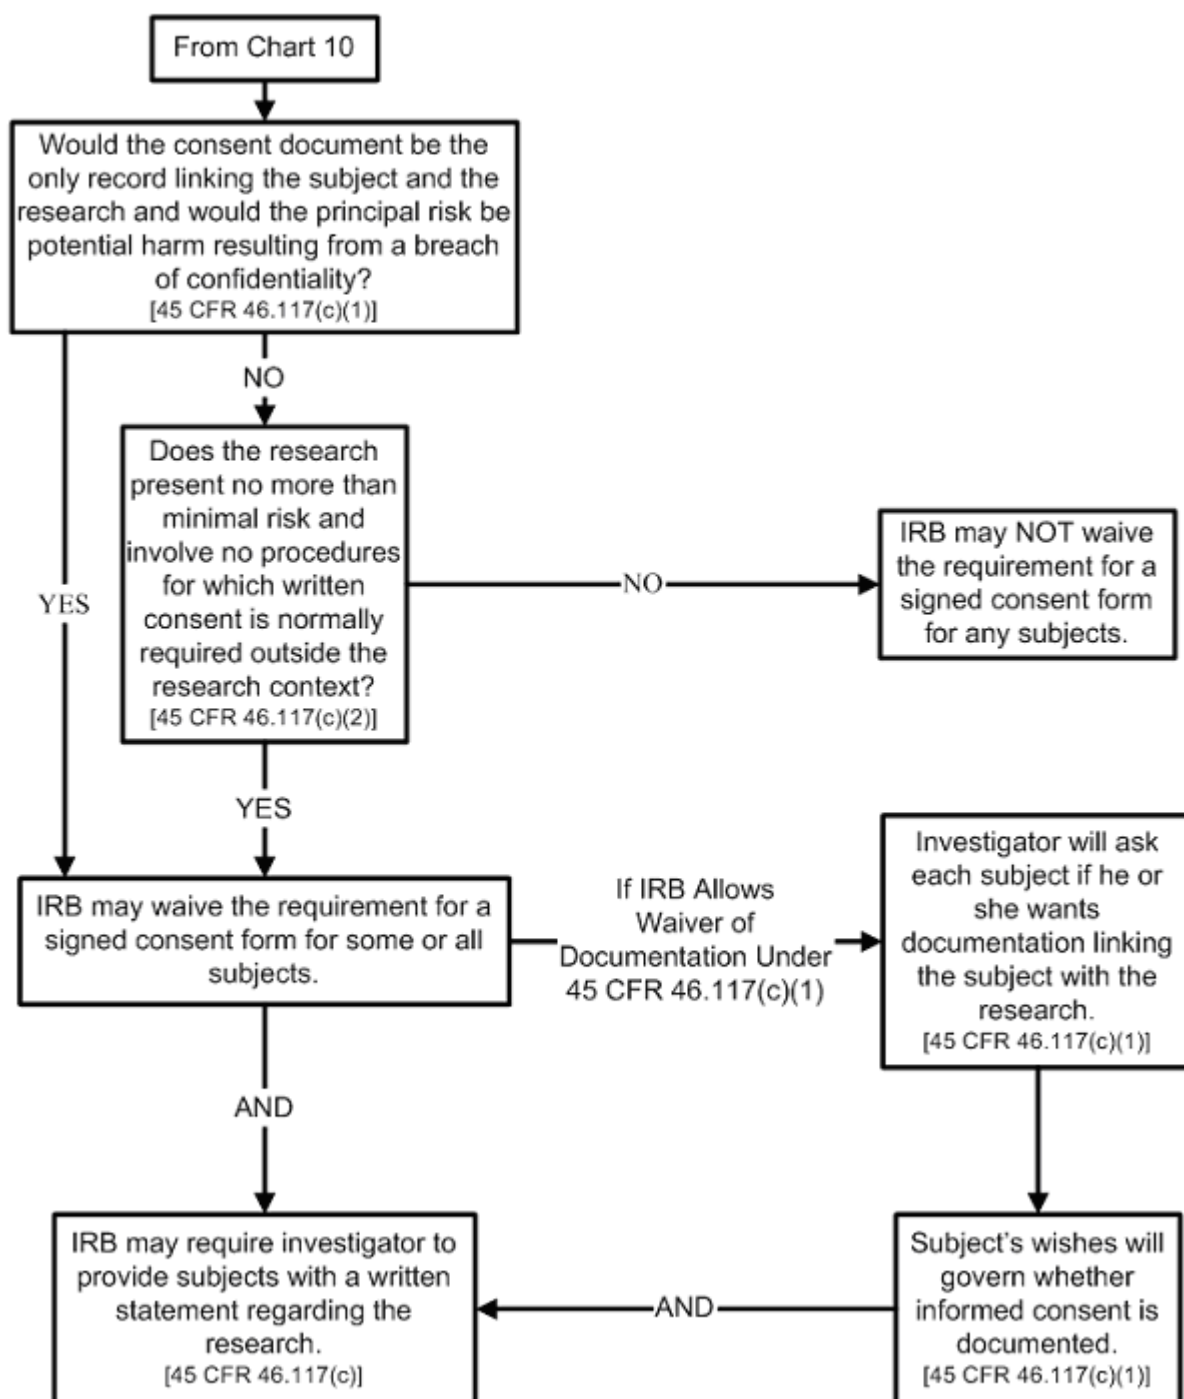 From Chart 10
Would the consent document be the
only record linking the subject and the
research and would the principal risk be
potential harm resulting from a breach
of confidentiality?
[45 CFR 46.117(c)(1)]
NO
YES
Does the research
present no more than
minimal risk and
involve no procedures
for which written
consent is normally
required outside the
research context?
[45 CFR 46.117(c)(2)]
NO
IRB may NOT waive
the requirement for a
signed consent form
for any subjects.
YES
IRB may waive the requirement for a
signed consent form for some or all
subjects.
If IRB Allows
Waiver of
Documentation Under
45 CFR 46.117(c)(1)
Investigator will ask
each subject if he or
she wants
documentation linking
the subject with the
research.
[45 CFR 46.117(c)(1)]
AND
IRB may require investigator to
provide subjects with a written
statement regarding the
research.
[45 CFR 46.117(c)]
AND
Subject's wishes will
govern whether
informed consent is
documented.
[45 CFR 46.117(c)(1)]